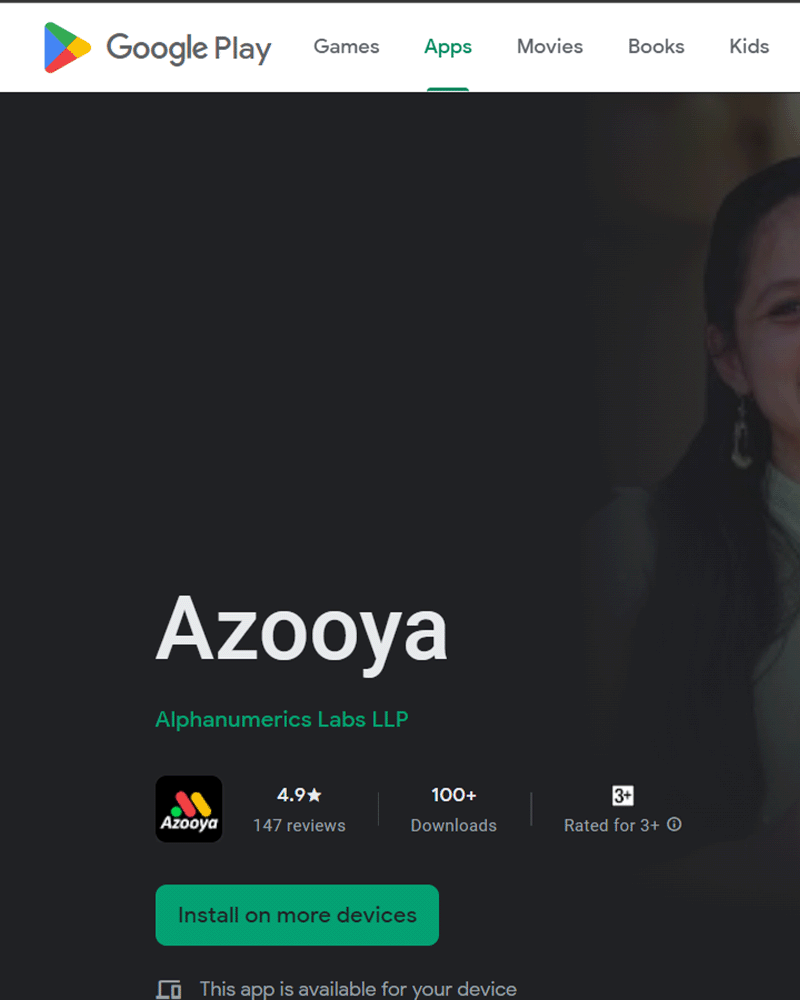 Google Play Games Apps Movies Books Kids
Azooya
Alphanumerics Labs LLP
Azooya
4.9★ 100+ 3+
147 reviews Downloads Rated for 3+
Install on more devices
This app is available for your device